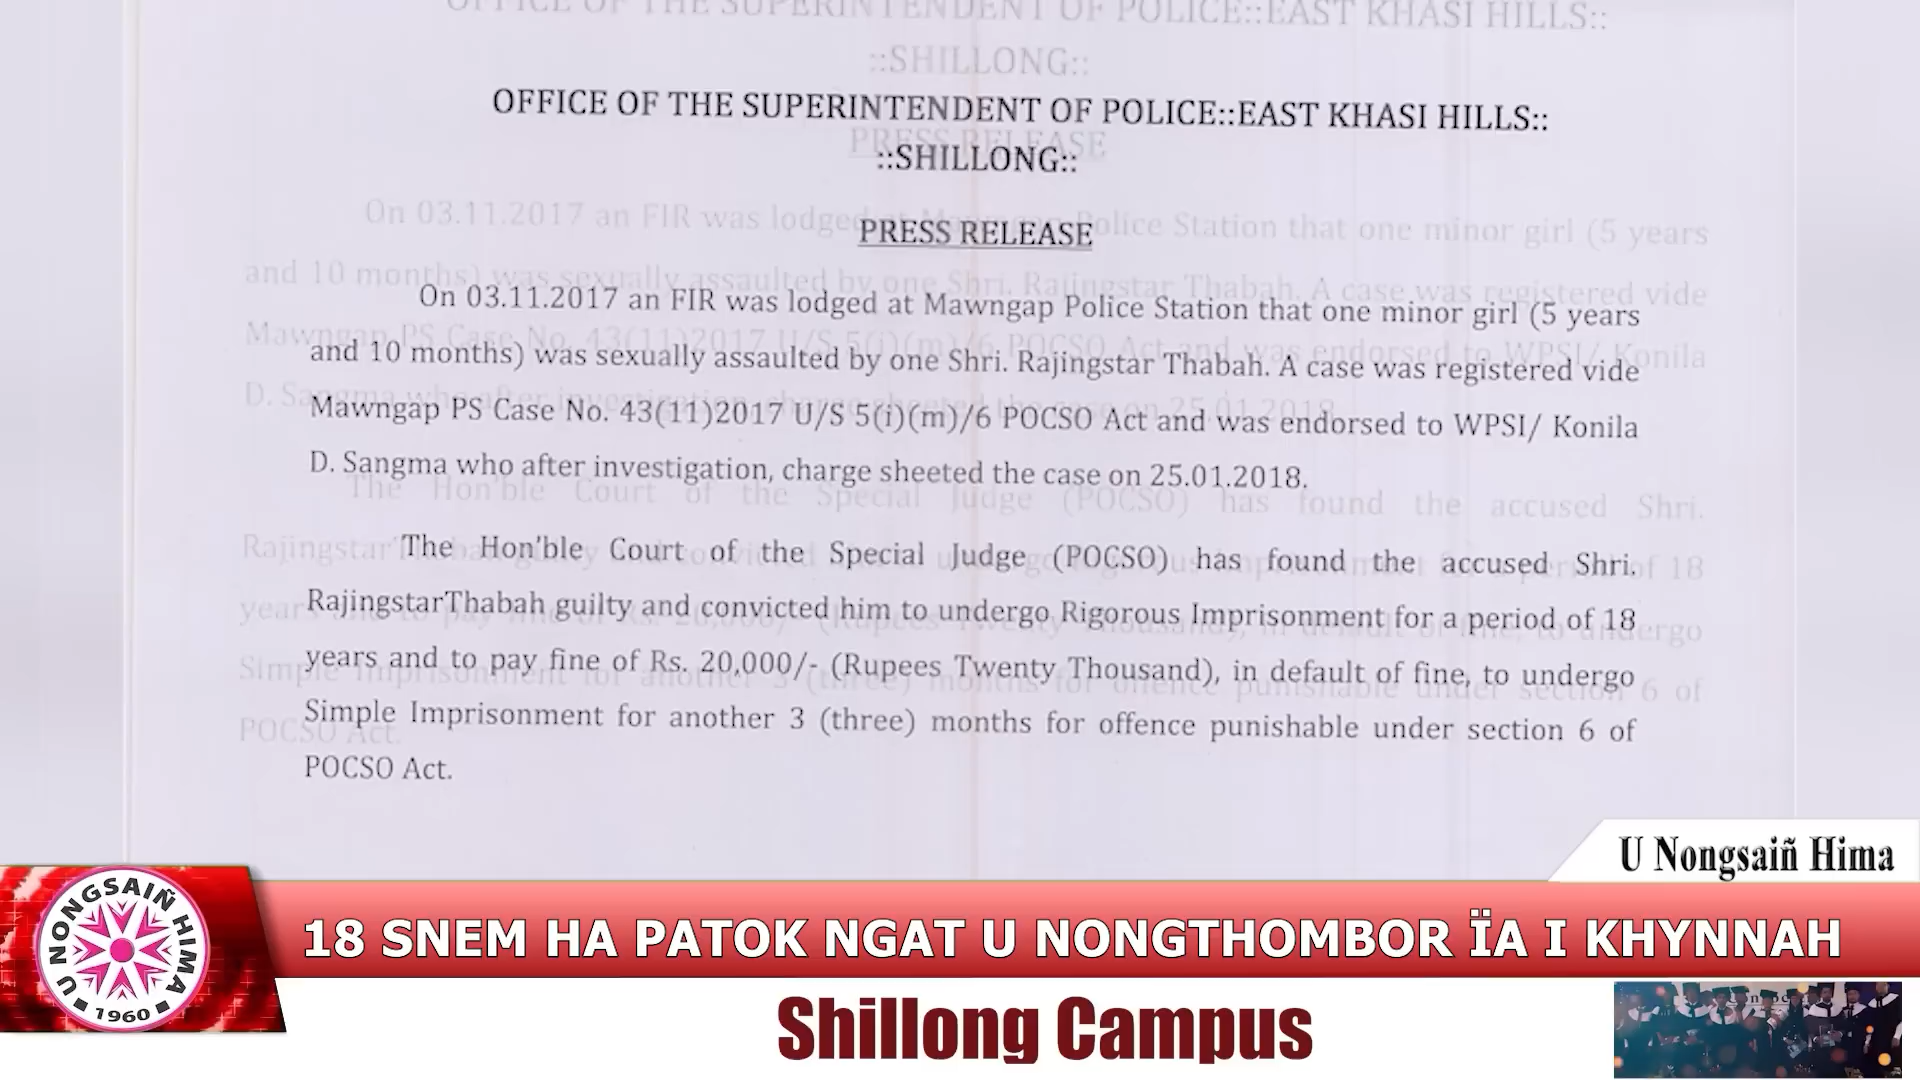 OFFICE OF THE SUPERINTENDENT OF POLICE::EAST KHASI HILLS::
::SHILLONG::
PRESS RELEASE
On 03.11.2017 an FIR was lodged at Mawngap Police Station that one minor girl (5 years
and 10 months) was sexually assaulted by one Shri. Rajingstar Thabah. A case was registered vide
Mawngap PS Case No. 43(11)2017 U/S 5(i)(m)/6 POCSO Act and was endorsed to WPSI/ Konila
D. Sangma who after investigation, charge sheeted the case on 25.01.2018.
The Hon'ble Court of the Special Judge (POCSO) has found the accused Shri.
RajingstarThabah guilty and convicted him to undergo Rigorous Imprisonment for a period of 18
years and to pay fine of Rs. 20,000/- (Rupees Twenty Thousand), in default of fine, to undergo
Simple Imprisonment for another 3 (three) months for offence punishable under section 6 of
POCSO Act.
U Nongsaiñ Hima
U NONGSAIÑ HIMA
1960
18 SNEM HA PATOK NGAT U NONGTHOMBOR ÏA I KHYNNAH
Shillong Campus